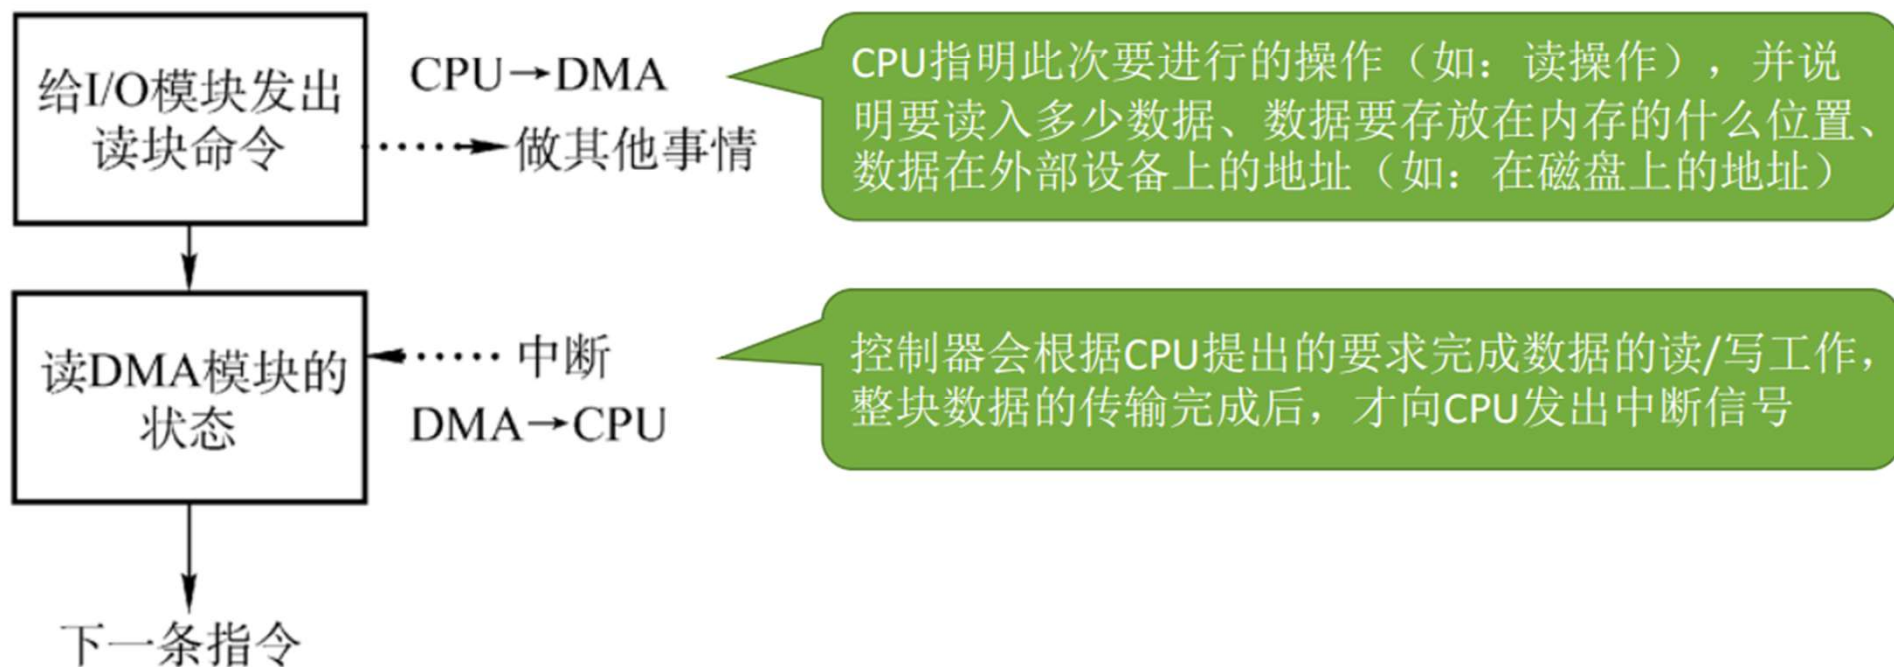 给I/O模块发出
读块命令
CPU→DMA
做其他事情
CPU指明此次要进行的操作（如：读操作），并说
明要读入多少数据、数据要存放在内存的什么位置、
数据在外部设备上的地址（如：在磁盘上的地址）
读DMA模块的
状态
中断
DMA→CPU
控制器会根据CPU提出的要求完成数据的读/写工作，
整块数据的传输完成后，才向CPU发出中断信号
下一条指令